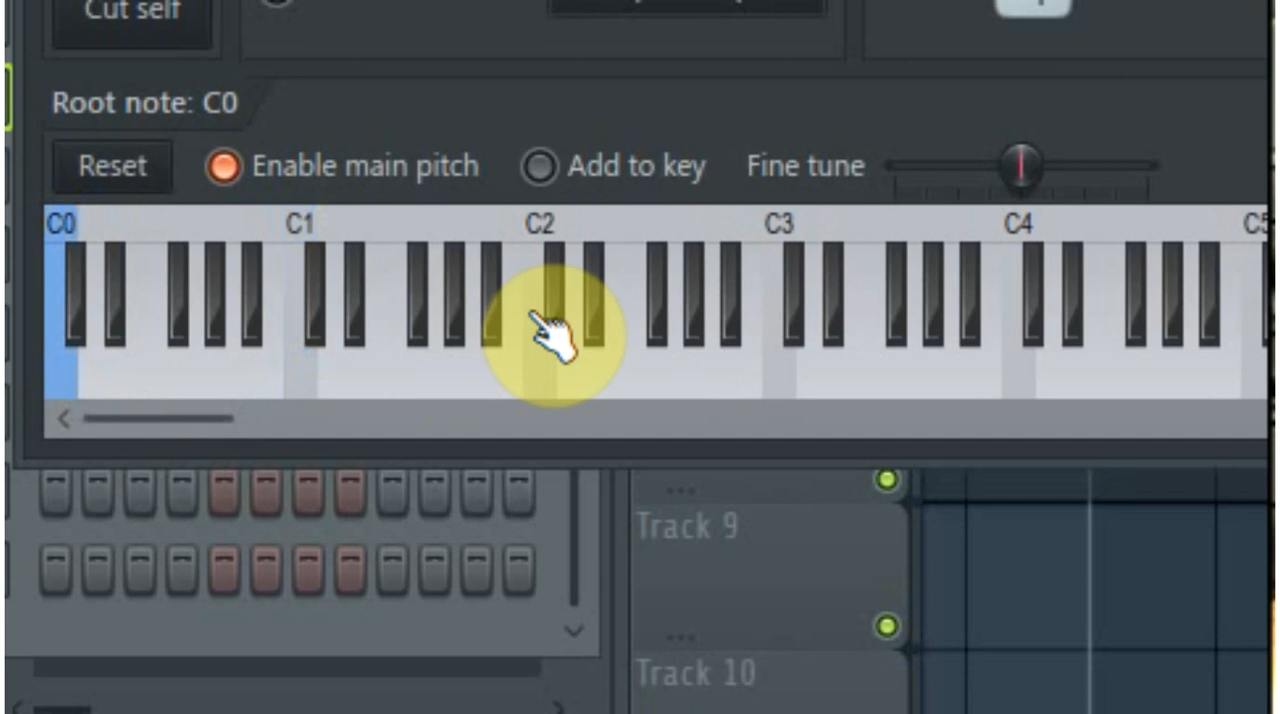 Cut self
Root note: C0
Reset Enable main pitch Add to key Fine tune
C0 C1 C2 C3 C4 C5
...
Track 9
...
Track 10